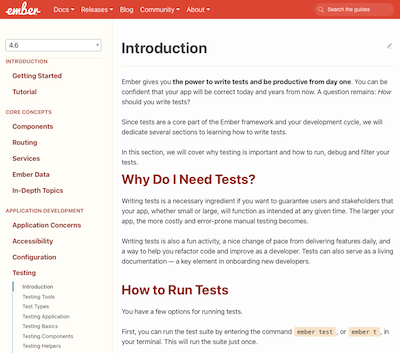 ember
Docs Releases Blog Community About
Search the guides
4.6
INTRODUCTION
Getting Started
Tutorial
CORE CONCEPTS
Components
Routing
Services
Ember Data
In-Depth Topics
APPLICATION DEVELOPMENT
Application Concerns
Accessibility
Configuration
Testing
Introduction
Testing Tools
Test Types
Testing Application
Testing Basics
Testing Components
Testing Helpers
Introduction
Ember gives you the power to write tests and be productive from day one. You can be
confident that your app will be correct today and years from now. A question remains: How
should you write tests?
Since tests are a core part of the Ember framework and your development cycle, we will
dedicate several sections to learning how to write tests.
In this section, we will cover why testing is important and how to run, debug and filter your
tests.
Why Do I Need Tests?
Writing tests is a necessary ingredient if you want to guarantee users and stakeholders that
your app, whether small or large, will function as intended at any given time. The larger your
app, the more costly and error-prone manual testing becomes.
Writing tests is also a fun activity, a nice change of pace from delivering features daily, and
a way to help you refactor code and improve as a developer. Tests can also serve as a living
documentation — a key element in onboarding new developers.
How to Run Tests
You have a few options for running tests.
First, you can run the test suite by entering the command ember test, or ember t, in
your terminal. This will run the suite just once.